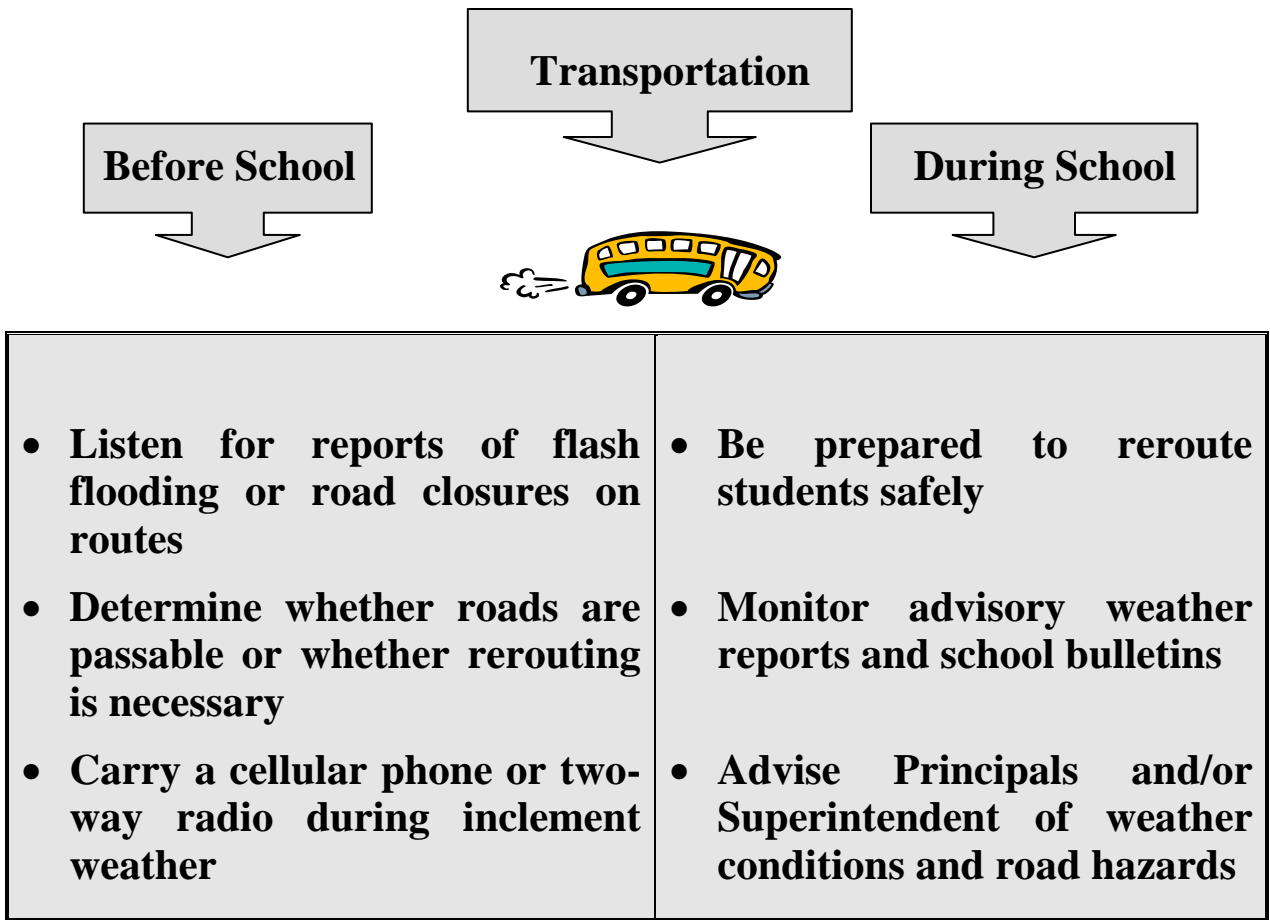 Transportation
Before School
During School
• Listen for reports of flash
flooding or road closures on
routes
• Determine whether roads are
passable or whether rerouting
is necessary
• Carry a cellular phone or two-
way radio during inclement
weather
• Be prepared to reroute
students safely
• Monitor advisory weather
reports and school bulletins
• Advise Principals and/or
Superintendent of weather
conditions and road hazards